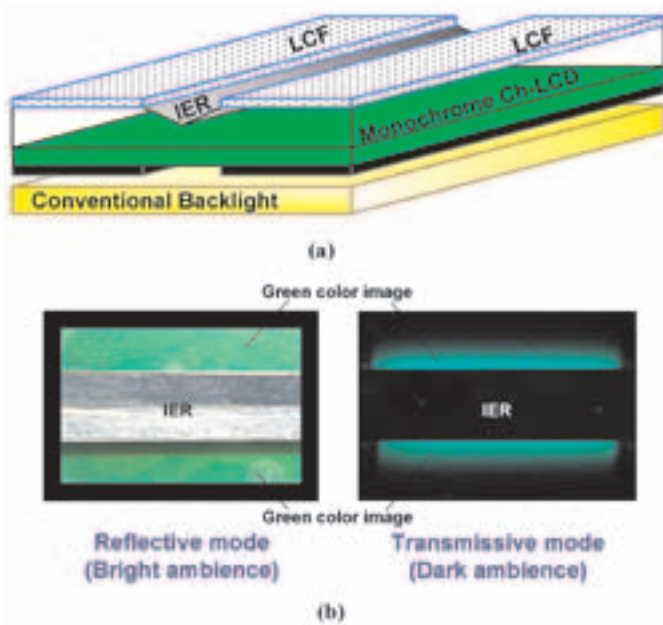 LCF
LCF
IER
Monochrome Ch-LCD
Conventional Backlight
(a)
Green color image
IER
IER
Green color image
Reflective mode
(Bright ambience)
Transmissive mode
(Dark ambience)
(b)